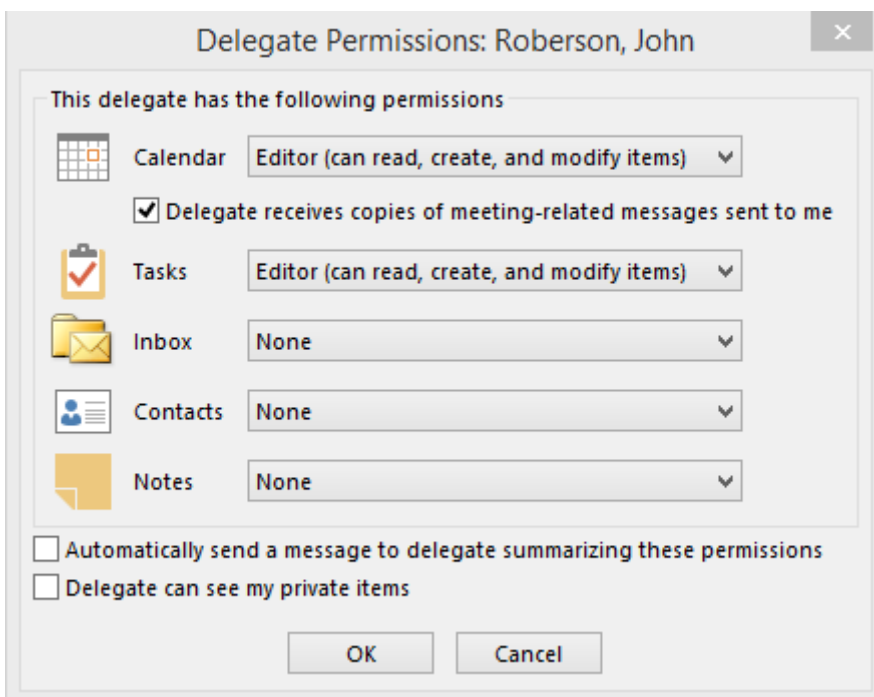 Delegate Permissions: Roberson, John
This delegate has the following permissions
Calendar Editor (can read, create, and modify items)
Delegate receives copies of meeting-related messages sent to me
Tasks Editor (can read, create, and modify items)
Inbox None
Contacts None
Notes None
Automatically send a message to delegate summarizing these permissions
Delegate can see my private items
OK Cancel